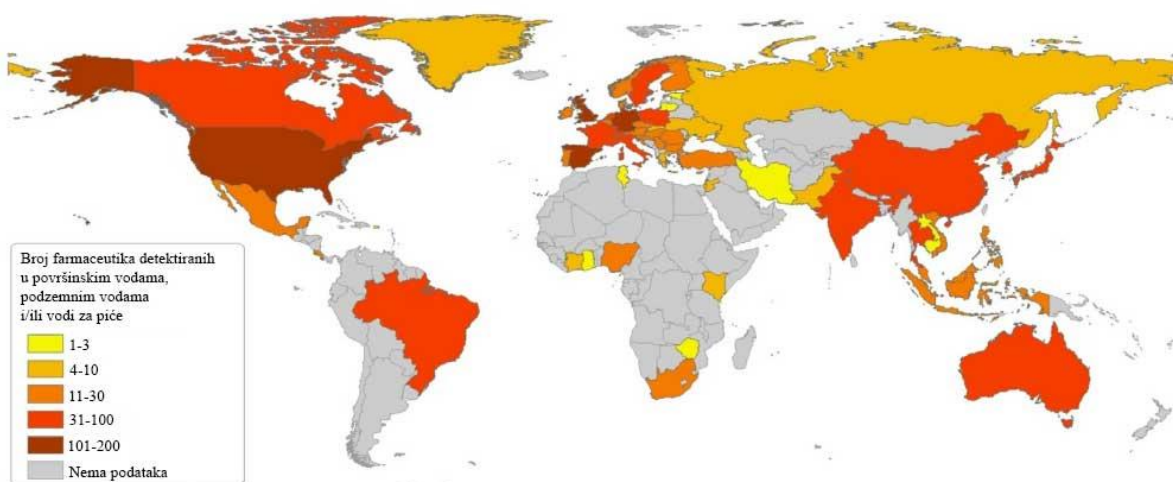 Broj farmaceutika detektiranih
u površinskim vodama,
podzemnim vodama
i/ili vodi za piće
1-3
4-10
11-30
31-100
101-200
Nema podataka